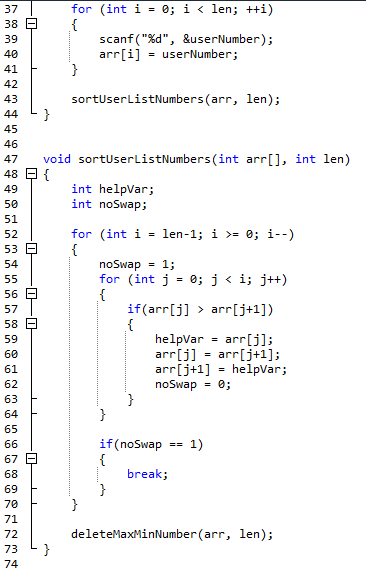 37 for (int i = 0; i < len; ++i)
38 {
39 scanf("%d", &userNumber);
40 arr[i] = userNumber;
41 }
42
43 sortUserListNumbers(arr, len);
44 }
45
46
47 void sortUserListNumbers(int arr[], int len)
48 {
49 int helpVar;
50 int noSwap;
51
52 for (int i = len-1; i >= 0; i--)
53 {
54 noSwap = 1;
55 for (int j = 0; j < i; j++)
56 {
57 if(arr[j] > arr[j+1])
58 {
59 helpVar = arr[j];
60 arr[j] = arr[j+1];
61 arr[j+1] = helpVar;
62 noSwap = 0;
63 }
64 }
65
66 if(noSwap == 1)
67 {
68 break;
69 }
70 }
71
72 deleteMaxMinNumber(arr, len);
73 }
74